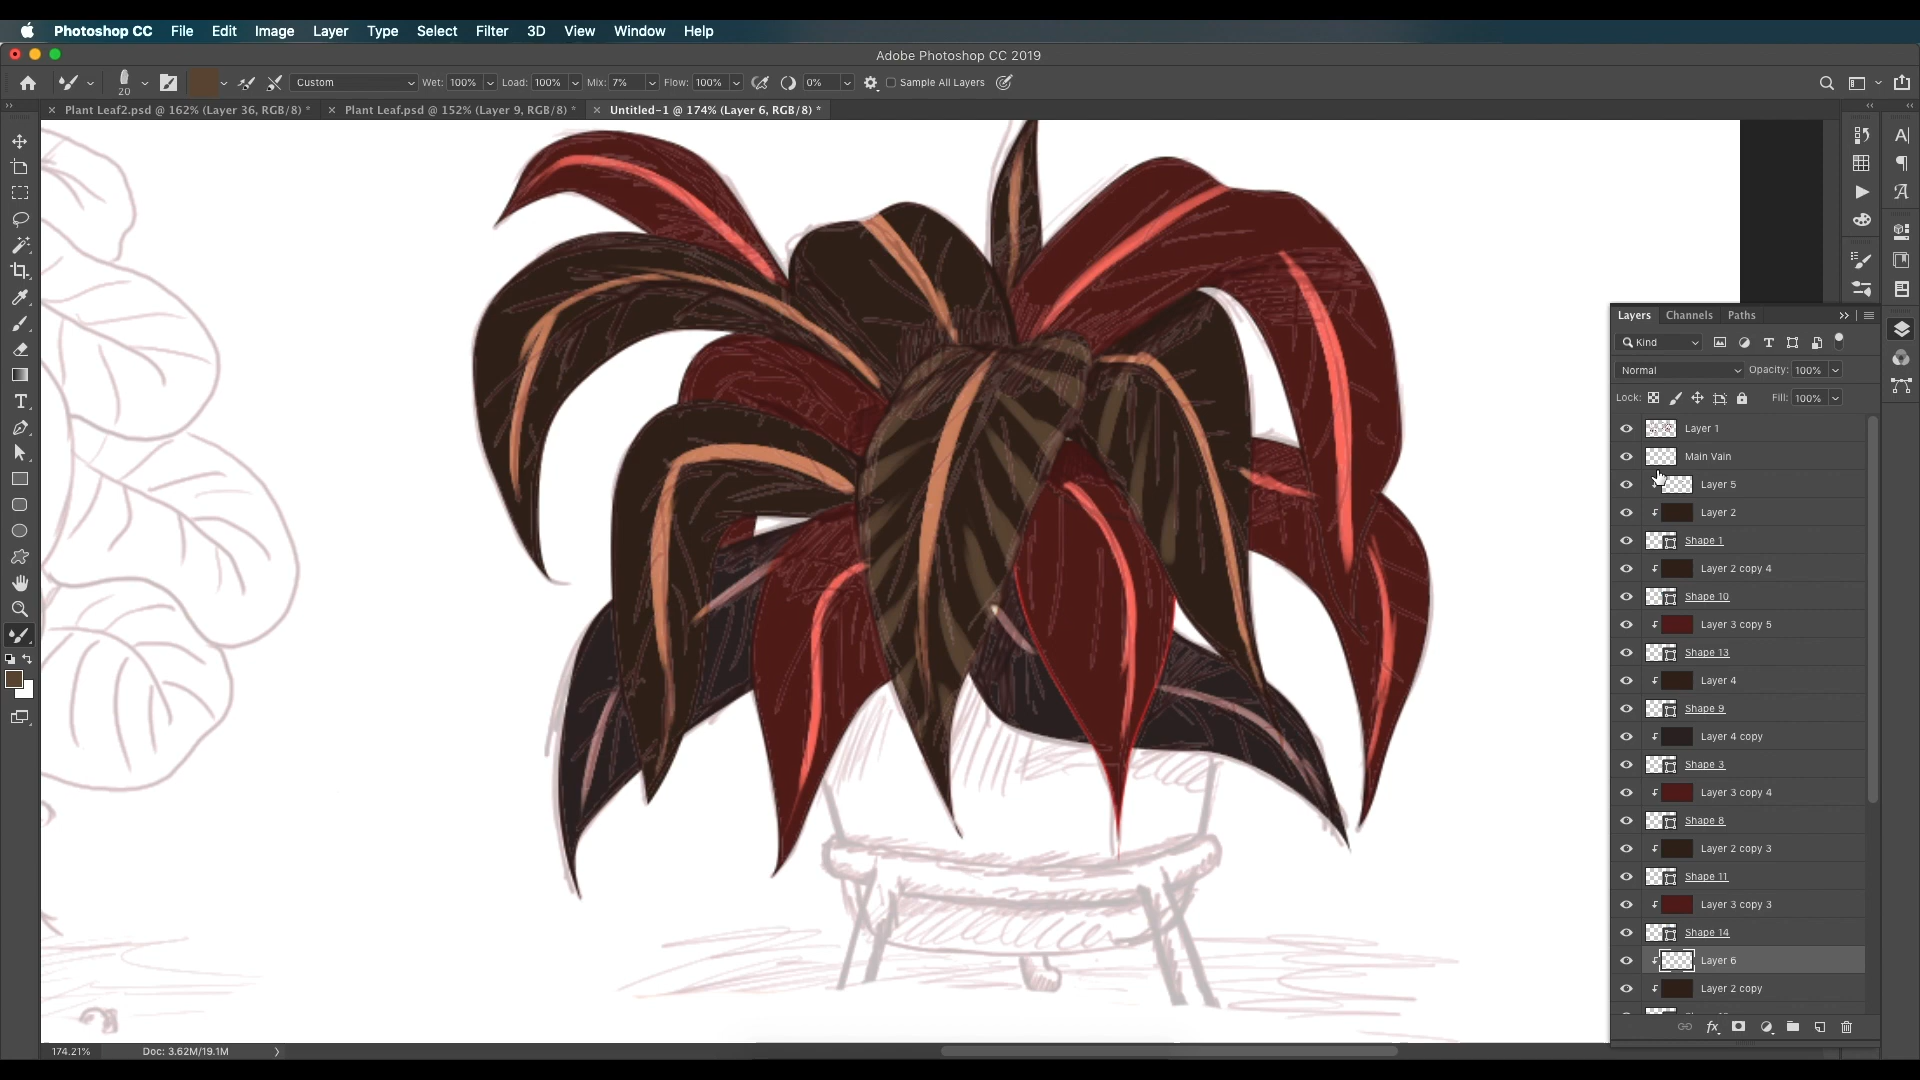 Photoshop CC File Edit Image Layer Type Select Filter 3D View Window Help
Adobe Photoshop CC 2019
20 Custom Wet: 100% Load: 100% Mix: 7% Flow: 100% 0% Sample All Layers
Plant Leaf2.psd @ 162% (Layer 36, RGB/8) * Plant Leaf.psd @ 152% (Layer 9, RGB/8) * Untitled-1 @ 174% (Layer 6, RGB/8) *
Layers Channels Paths
Kind
Normal Opacity: 100%
Lock: Fill: 100%
Layer 1
Main Vain
Layer 5
Layer 2
Shape 1
Layer 2 copy 4
Shape 10
Layer 3 copy 5
Shape 13
Layer 4
Shape 9
Layer 4 copy
Shape 3
Layer 3 copy 4
Shape 8
Layer 2 copy 3
Shape 11
Layer 3 copy 3
Shape 14
Layer 6
Layer 2 copy
174.21% Doc: 3.62M/19.1M